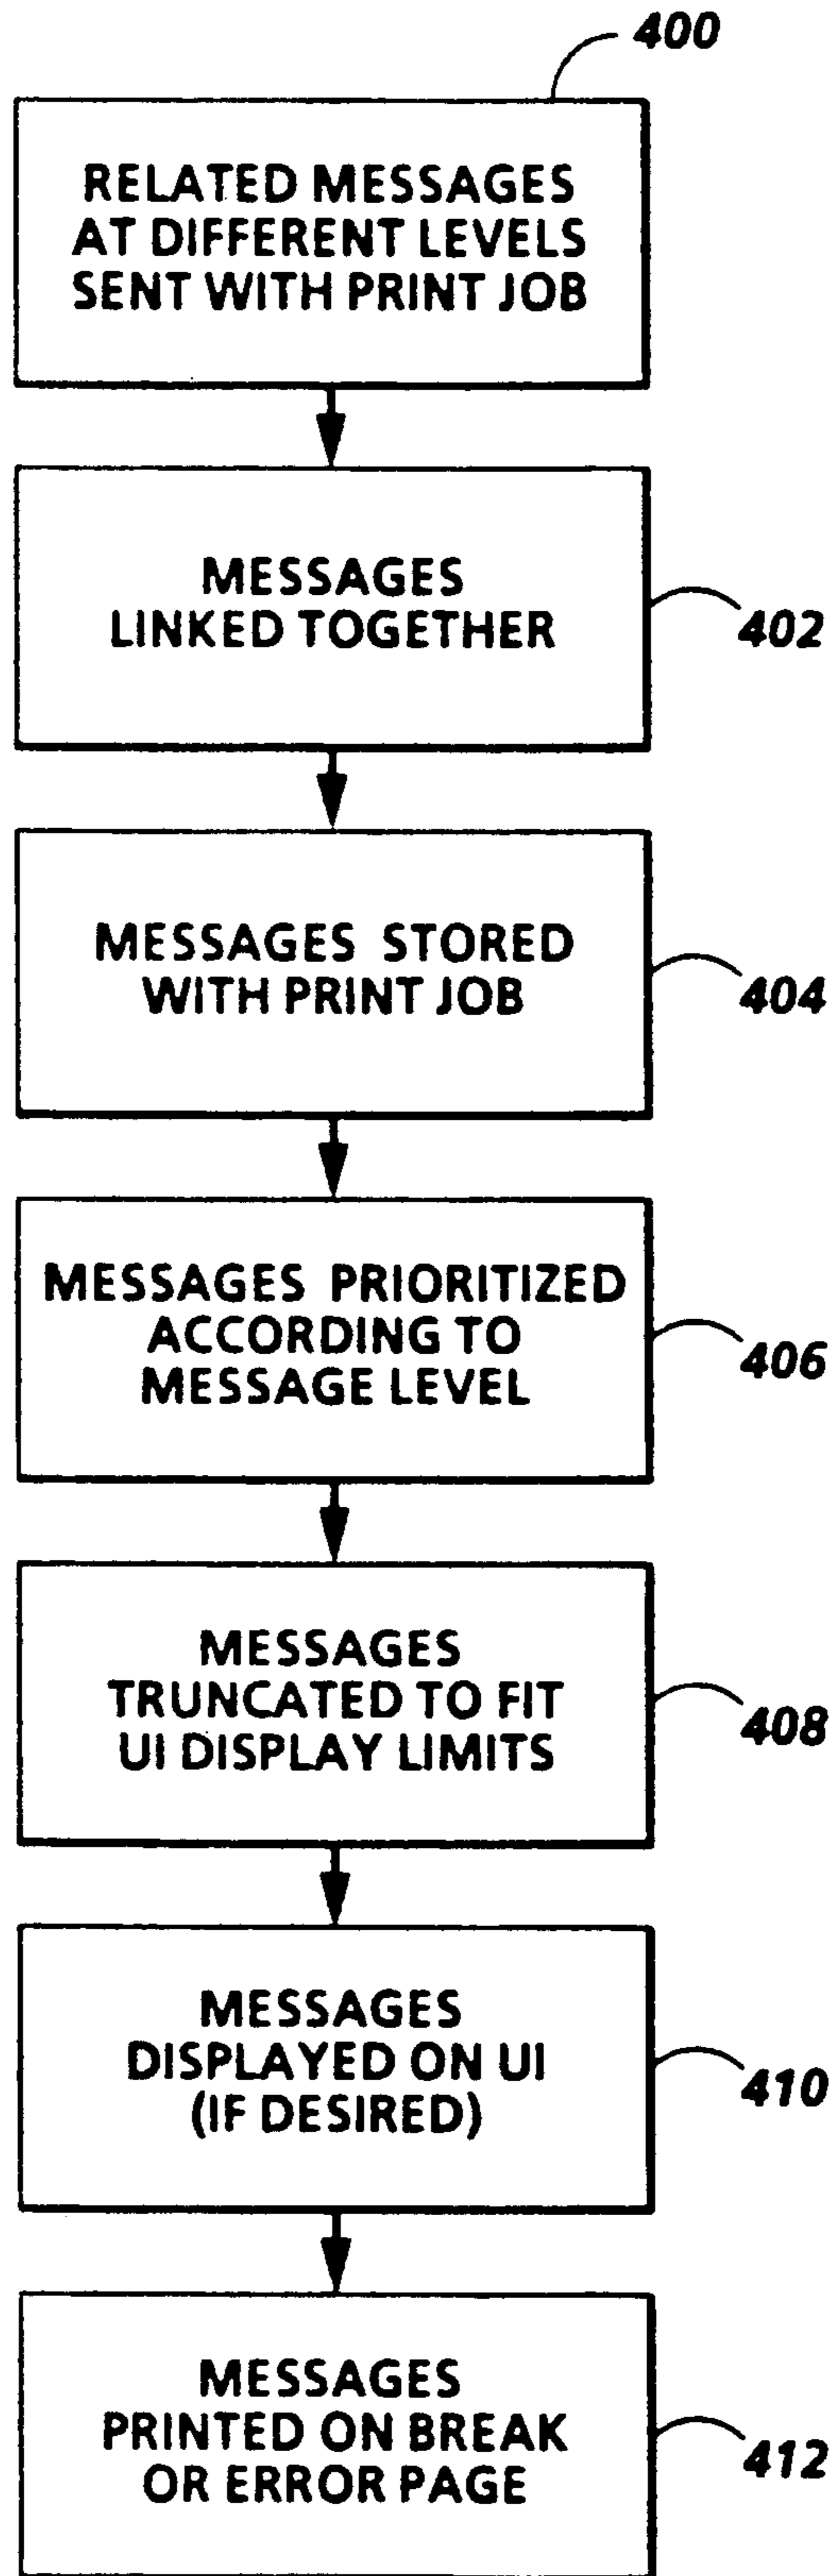 400
RELATED MESSAGES
AT DIFFERENT LEVELS
SENT WITH PRINT JOB
MESSAGES
LINKED TOGETHER
402
MESSAGES STORED
WITH PRINT JOB
404
MESSAGES PRIORITIZED
ACCORDING TO
MESSAGE LEVEL
406
MESSAGES
TRUNCATED TO FIT
UI DISPLAY LIMITS
408
MESSAGES
DISPLAYED ON UI
(IF DESIRED)
410
MESSAGES
PRINTED ON BREAK
OR ERROR PAGE
412